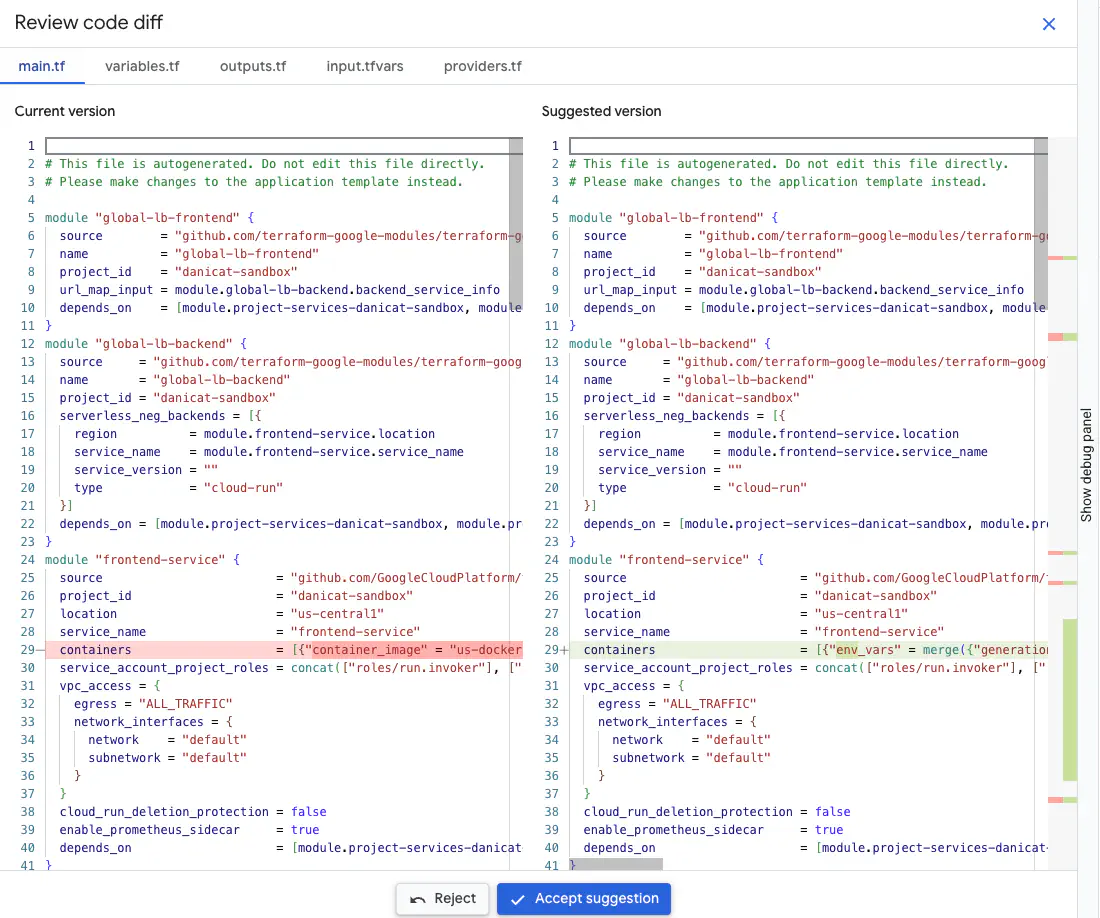 Review code diff
main.tf variables.tf outputs.tf input.tfvars providers.tf
Current version
1
2 # This file is autogenerated. Do not edit this file directly.
3 # Please make changes to the application template instead.
4
5 module "global-lb-frontend" {
6 source = "github.com/terraform-google-modules/terraform-g
7 name = "global-lb-frontend"
8 project_id = "danicat-sandbox"
9 url_map_input = module.global-lb-backend.backend_service_info
10 depends_on = [module.project-services-danicat-sandbox, module
11 }
12 module "global-lb-backend" {
13 source = "github.com/terraform-google-modules/terraform-goog
14 name = "global-lb-backend"
15 project_id = "danicat-sandbox"
16 serverless_neg_backends = [{
17 region = module.frontend-service.location
18 service_name = module.frontend-service.service_name
19 service_version = ""
20 type = "cloud-run"
21 }]
22 depends_on = [module.project-services-danicat-sandbox, module.pr
23 }
24 module "frontend-service" {
25 source = "github.com/GoogleCloudPlatform/
26 project_id = "danicat-sandbox"
27 location = "us-central1"
28 service_name = "frontend-service"
29– containers = [{"container_image" = "us-docker
30 service_account_project_roles = concat(["roles/run.invoker"], ["
31 vpc_access = {
32 egress = "ALL_TRAFFIC"
33 network_interfaces = {
34 network = "default"
35 subnetwork = "default"
36 }
37 }
38 cloud_run_deletion_protection = false
39 enable_prometheus_sidecar = true
40 depends_on = [module.project-services-danicat
41 }
Suggested version
1
2 # This file is autogenerated. Do not edit this file directly.
3 # Please make changes to the application template instead.
4
5 module "global-lb-frontend" {
6 source = "github.com/terraform-google-modules/terraform-g
7 name = "global-lb-frontend"
8 project_id = "danicat-sandbox"
9 url_map_input = module.global-lb-backend.backend_service_info
10 depends_on = [module.project-services-danicat-sandbox, module
11 }
12 module "global-lb-backend" {
13 source = "github.com/terraform-google-modules/terraform-goog
14 name = "global-lb-backend"
15 project_id = "danicat-sandbox"
16 serverless_neg_backends = [{
17 region = module.frontend-service.location
18 service_name = module.frontend-service.service_name
19 service_version = ""
20 type = "cloud-run"
21 }]
22 depends_on = [module.project-services-danicat-sandbox, module.pr
23 }
24 module "frontend-service" {
25 source = "github.com/GoogleCloudPlatform/
26 project_id = "danicat-sandbox"
27 location = "us-central1"
28 service_name = "frontend-service"
29+ containers = [{"env_vars" = merge({"generation
30 service_account_project_roles = concat(["roles/run.invoker"], ["
31 vpc_access = {
32 egress = "ALL_TRAFFIC"
33 network_interfaces = {
34 network = "default"
35 subnetwork = "default"
36 }
37 }
38 cloud_run_deletion_protection = false
39 enable_prometheus_sidecar = true
40 depends_on = [module.project-services-danicat
41 }
Show debug panel
Reject
Accept suggestion